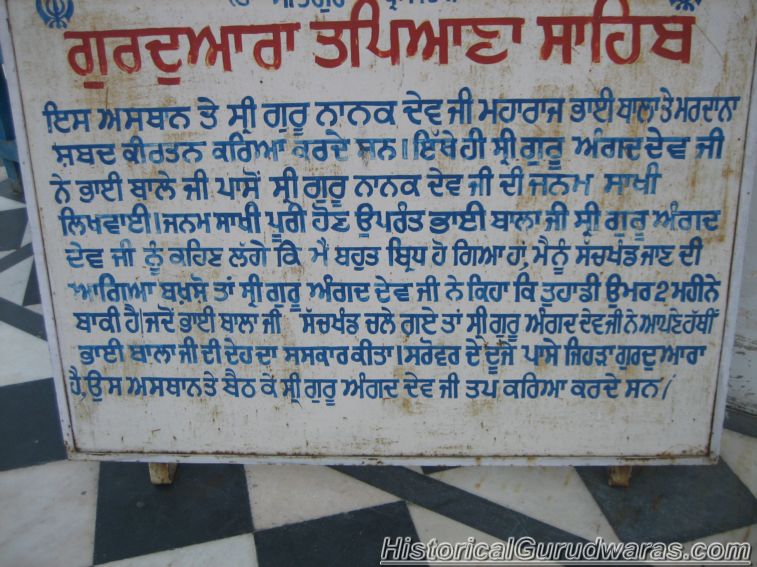 ਗੁਰਦੁਆਰਾ ਤਪਿਆਣਾ ਸਾਹਿਬ
ਇਸ ਅਸਥਾਨ ਤੇ ਸ੍ਰੀ ਗੁਰੂ ਨਾਨਕ ਦੇਵ ਜੀ ਮਹਾਰਾਜ ਭਾਈ ਬਾਲਾ ਤੇ ਮਰਦਾਨਾ
ਸ਼ਬਦ ਕੀਰਤਨ ਕਰਿਆ ਕਰਦੇ ਸਨ। ਇੱਥੇ ਹੀ ਸ੍ਰੀ ਗੁਰੂ ਅੰਗਦ ਦੇਵ ਜੀ
ਨੇ ਭਾਈ ਬਾਲੇ ਜੀ ਪਾਸੋਂ ਸ੍ਰੀ ਗੁਰੂ ਨਾਨਕ ਦੇਵ ਜੀ ਦੀ ਜਨਮ ਸਾਖੀ
ਲਿਖਵਾਈ। ਜਨਮ ਸਾਖੀ ਪੂਰੀ ਹੋਣ ਉਪਰੰਤ ਭਾਈ ਬਾਲਾ ਜੀ ਸ੍ਰੀ ਗੁਰੂ ਅੰਗਦ
ਦੇਵ ਜੀ ਨੂੰ ਕਹਿਣ ਲੱਗੇ ਕਿ ਮੈਂ ਬਹੁਤ ਬ੍ਰਿਧ ਹੋ ਗਿਆ ਹਾਂ, ਮੈਨੂੰ ਸੱਚਖੰਡ ਜਾਣ ਦੀ
ਆਗਿਆ ਬਖਸ਼ੋ ਤਾਂ ਸ੍ਰੀ ਗੁਰੂ ਅੰਗਦ ਦੇਵ ਜੀ ਨੇ ਕਿਹਾ ਕਿ ਤੁਹਾਡੀ ਉਮਰ 2 ਮਹੀਨੇ
ਬਾਕੀ ਹੈ। ਜਦੋਂ ਭਾਈ ਬਾਲਾ ਜੀ ਸੱਚਖੰਡ ਚਲੇ ਗਏ ਤਾਂ ਸ੍ਰੀ ਗੁਰੂ ਅੰਗਦ ਦੇਵ ਜੀ ਨੇ ਆਪਣੇ ਹੱਥੀਂ
ਭਾਈ ਬਾਲਾ ਜੀ ਦੀ ਦੇਹ ਦਾ ਸਸਕਾਰ ਕੀਤਾ। ਸਰੋਵਰ ਦੇ ਦੂਜੇ ਪਾਸੇ ਜਿਹੜਾ ਗੁਰਦੁਆਰਾ
ਹੈ, ਉਸ ਅਸਥਾਨ ਤੇ ਬੈਠ ਕੇ ਸ੍ਰੀ ਗੁਰੂ ਅੰਗਦ ਦੇਵ ਜੀ ਤਪ ਕਰਿਆ ਕਰਦੇ ਸਨ।
HistoricalGurudwaras.com